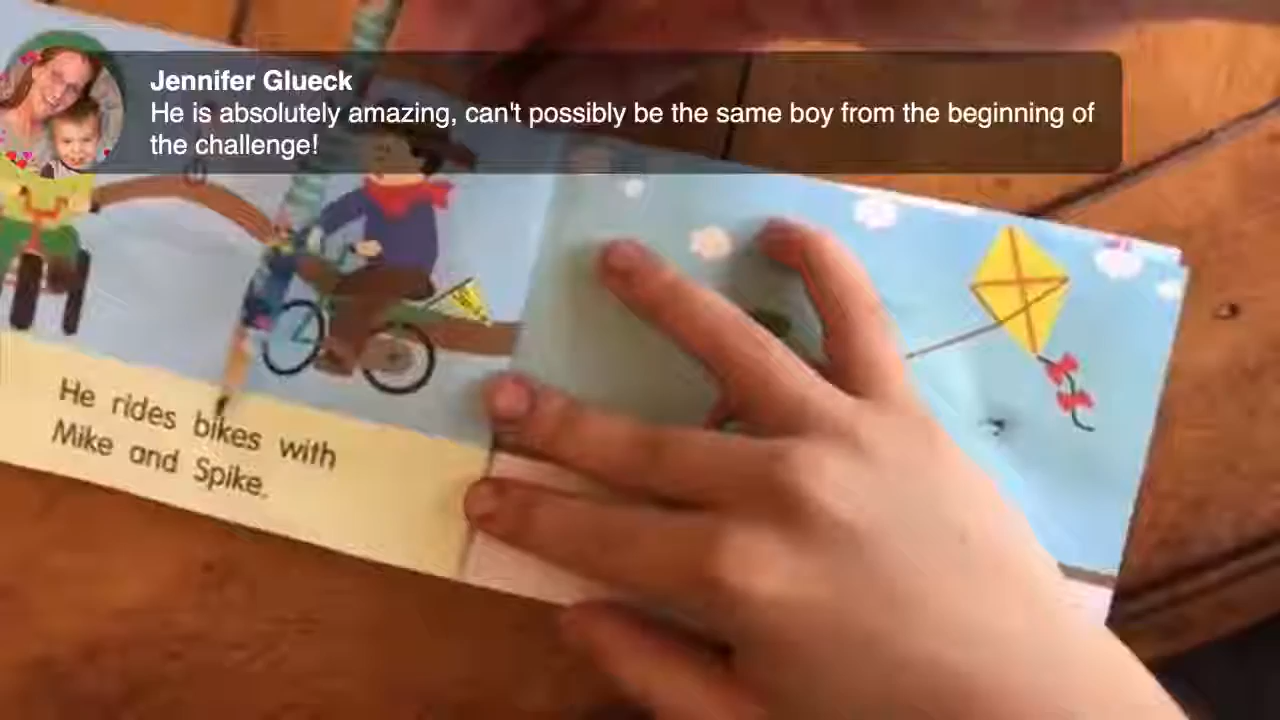 Jennifer Glueck
He is absolutely amazing, can't possibly be the same boy from the beginning of
the challenge!
He rides bikes with
Mike and Spike.